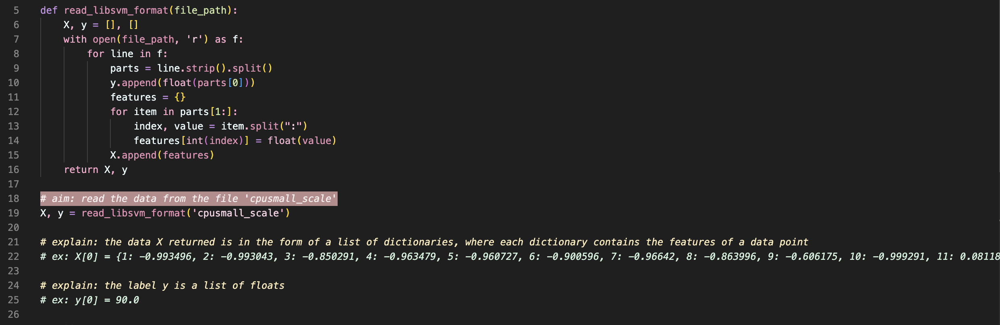 5 def read_libsvm_format(file_path):
6 X, y = [], []
7 with open(file_path, 'r') as f:
8 for line in f:
9 parts = line.strip().split()
10 y.append(float(parts[0]))
11 features = {}
12 for item in parts[1:]:
13 index, value = item.split(":")
14 features[int(index)] = float(value)
15 X.append(features)
16 return X, y
17
18 # aim: read the data from the file 'cpusmall_scale'
19 X, y = read_libsvm_format('cpusmall_scale')
20
21 # explain: the data X returned is in the form of a list of dictionaries, where each dictionary contains the features of a data point
22 # ex: X[0] = {1: -0.993496, 2: -0.993043, 3: -0.850291, 4: -0.963479, 5: -0.960727, 6: -0.900596, 7: -0.96642, 8: -0.863996, 9: -0.606175, 10: -0.999291, 11: 0.08118
23
24 # explain: the label y is a list of floats
25 # ex: y[0] = 90.0
26